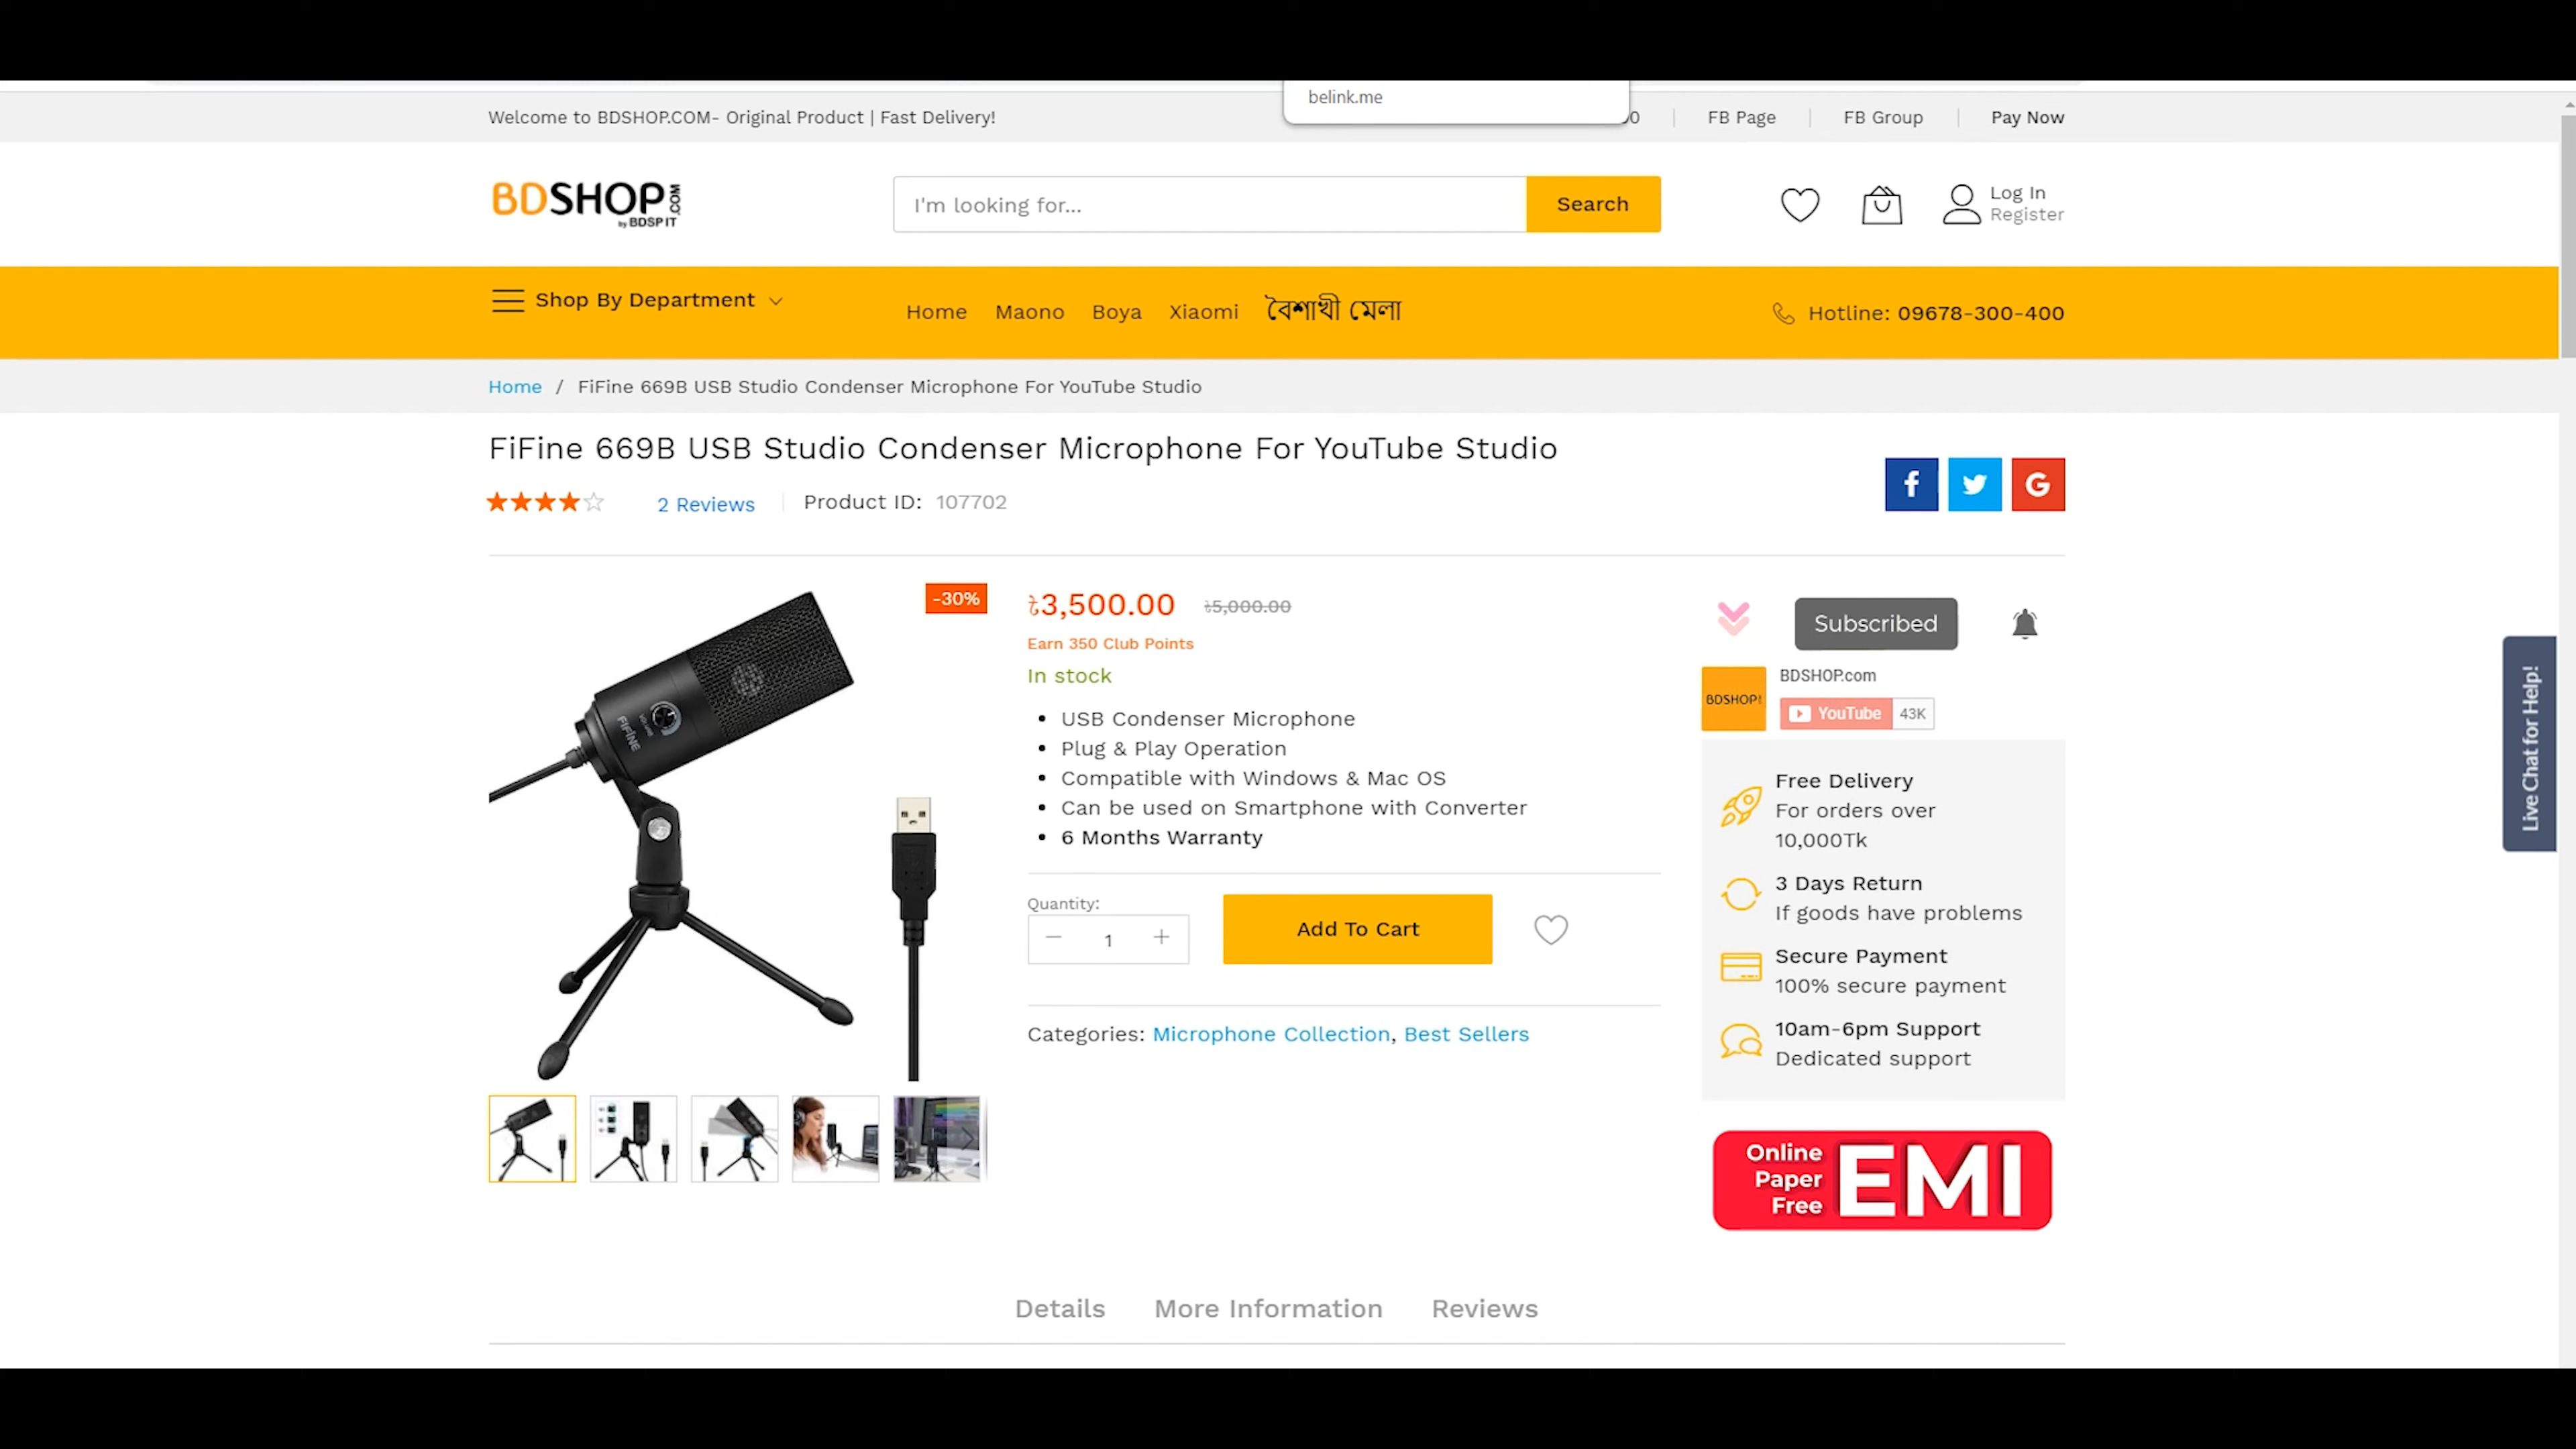 belink.me
Welcome to BDSHOP.COM- Original Product | Fast Delivery!
FB Page
FB Group
Pay Now
BDSHOP.COM
by BDSP IT
I'm looking for...
Search
Log In
Register
Shop By Department
Home
Maono
Boya
Xiaomi
বৈশাখী মেলা
Hotline: 09678-300-400
Home / FiFine 669B USB Studio Condenser Microphone For YouTube Studio
FiFine 669B USB Studio Condenser Microphone For YouTube Studio
2 Reviews
Product ID: 107702
-30%
FIFINE
৳3,500.00
৳5,000.00
Earn 350 Club Points
In stock
• USB Condenser Microphone
• Plug & Play Operation
• Compatible with Windows & Mac OS
• Can be used on Smartphone with Converter
• 6 Months Warranty
Quantity:
1
Add To Cart
Categories: Microphone Collection, Best Sellers
Subscribed
BDSHOP!
BDSHOP.com
YouTube 43K
Free Delivery
For orders over
10,000Tk
3 Days Return
If goods have problems
Secure Payment
100% secure payment
10am-6pm Support
Dedicated support
Online
Paper
Free
EMI
Live Chat for Help!
Details
More Information
Reviews